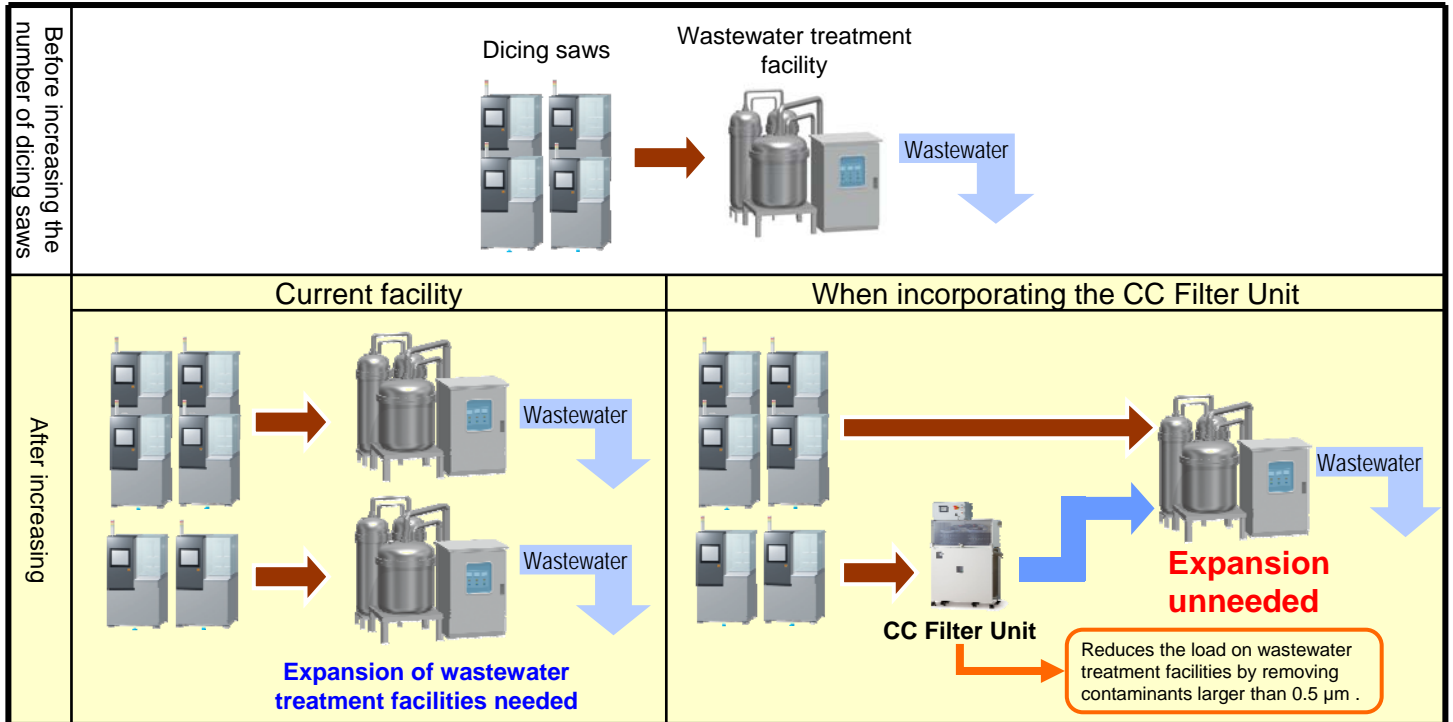 Before increasing the
number of dicing saws
Dicing saws
Wastewater treatment
facility
Wastewater
Current facility
When incorporating the CC Filter Unit
After increasing
Wastewater
Wastewater
Expansion of wastewater
treatment facilities needed
Wastewater
Expansion
unneeded
CC Filter Unit
Reduces the load on wastewater
treatment facilities by removing
contaminants larger than 0.5 μm .